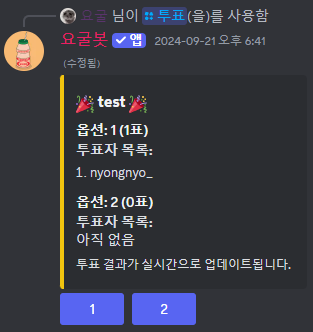 요굴 님이 투표(을)를 사용함
요굴봇 ✓ 앱 2024-09-21 오후 6:41
(수정됨)
🎉 test 🎉
옵션: 1 (1표)
투표자 목록:
1. nyongnyo_
옵션: 2 (0표)
투표자 목록:
아직 없음
투표 결과가 실시간으로 업데이트됩니다.
1 2